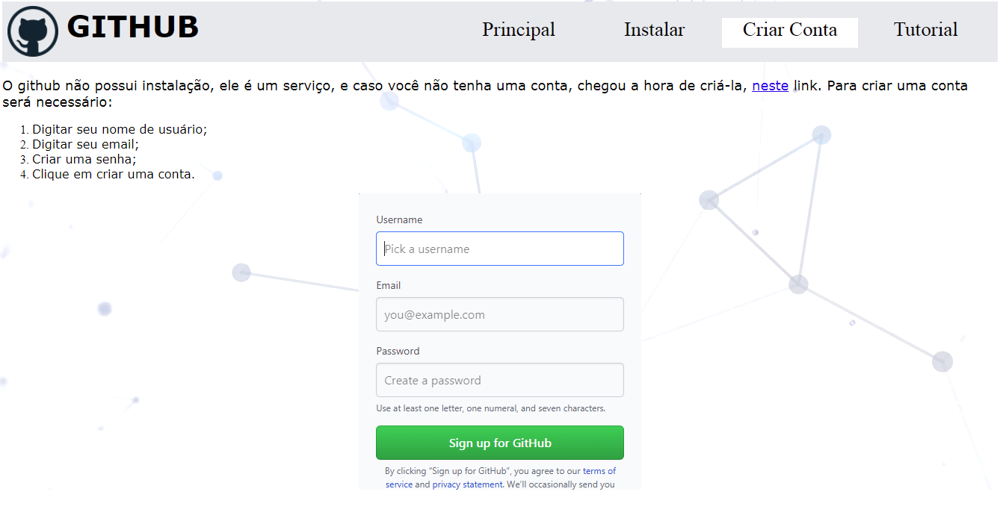 GITHUB
Principal
Instalar
Criar Conta
Tutorial
O github não possui instalação, ele é um serviço, e caso você não tenha uma conta, chegou a hora de criá-la, neste link. Para criar uma conta
será necessário:
1. Digitar seu nome de usuário;
2. Digitar seu email;
3. Criar uma senha;
4. Clique em criar uma conta.
Username
Pick a username
Email
you@example.com
Password
Create a password
Use at least one letter, one numeral, and seven characters.
Sign up for GitHub
By clicking “Sign up for GitHub”, you agree to our terms of
service and privacy statement. We’ll occasionally send you